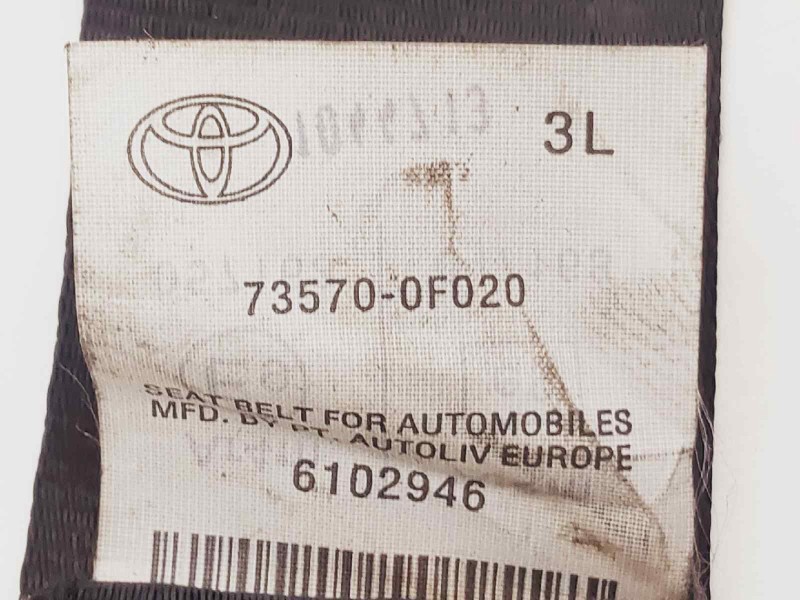 3L
73570-0F020
SEAT BELT FOR AUTOMOBILES
MFD. BY PT. AUTOLIV EUROPE
6102946